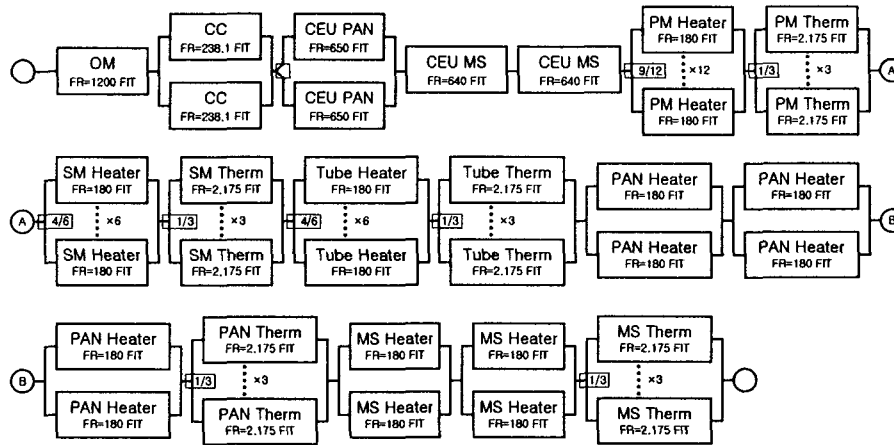 OM
FR=1200 FIT
CC
FR=238.1 FIT
CC
FR=238.1 FIT
CEU PAN
FR=650 FIT
CEU PAN
FR=650 FIT
CEU MS
FR=640 FIT
CEU MS
FR=640 FIT
9/12
PM Heater
FR=180 FIT
×12
PM Heater
FR=180 FIT
1/3
PM Therm
FR=2.175 FIT
×3
PM Therm
FR=2.175 FIT
A
A
4/6
SM Heater
FR=180 FIT
×6
SM Heater
FR=180 FIT
1/3
SM Therm
FR=2.175 FIT
×3
SM Therm
FR=2.175 FIT
4/6
Tube Heater
FR=180 FIT
×6
Tube Heater
FR=180 FIT
1/3
Tube Therm
FR=2.175 FIT
×3
Tube Therm
FR=2.175 FIT
PAN Heater
FR=180 FIT
PAN Heater
FR=180 FIT
PAN Heater
FR=180 FIT
PAN Heater
FR=180 FIT
B
B
PAN Heater
FR=180 FIT
PAN Heater
FR=180 FIT
1/3
PAN Therm
FR=2.175 FIT
×3
PAN Therm
FR=2.175 FIT
MS Heater
FR=180 FIT
MS Heater
FR=180 FIT
MS Heater
FR=180 FIT
MS Heater
FR=180 FIT
1/3
MS Therm
FR=2.175 FIT
×3
MS Therm
FR=2.175 FIT